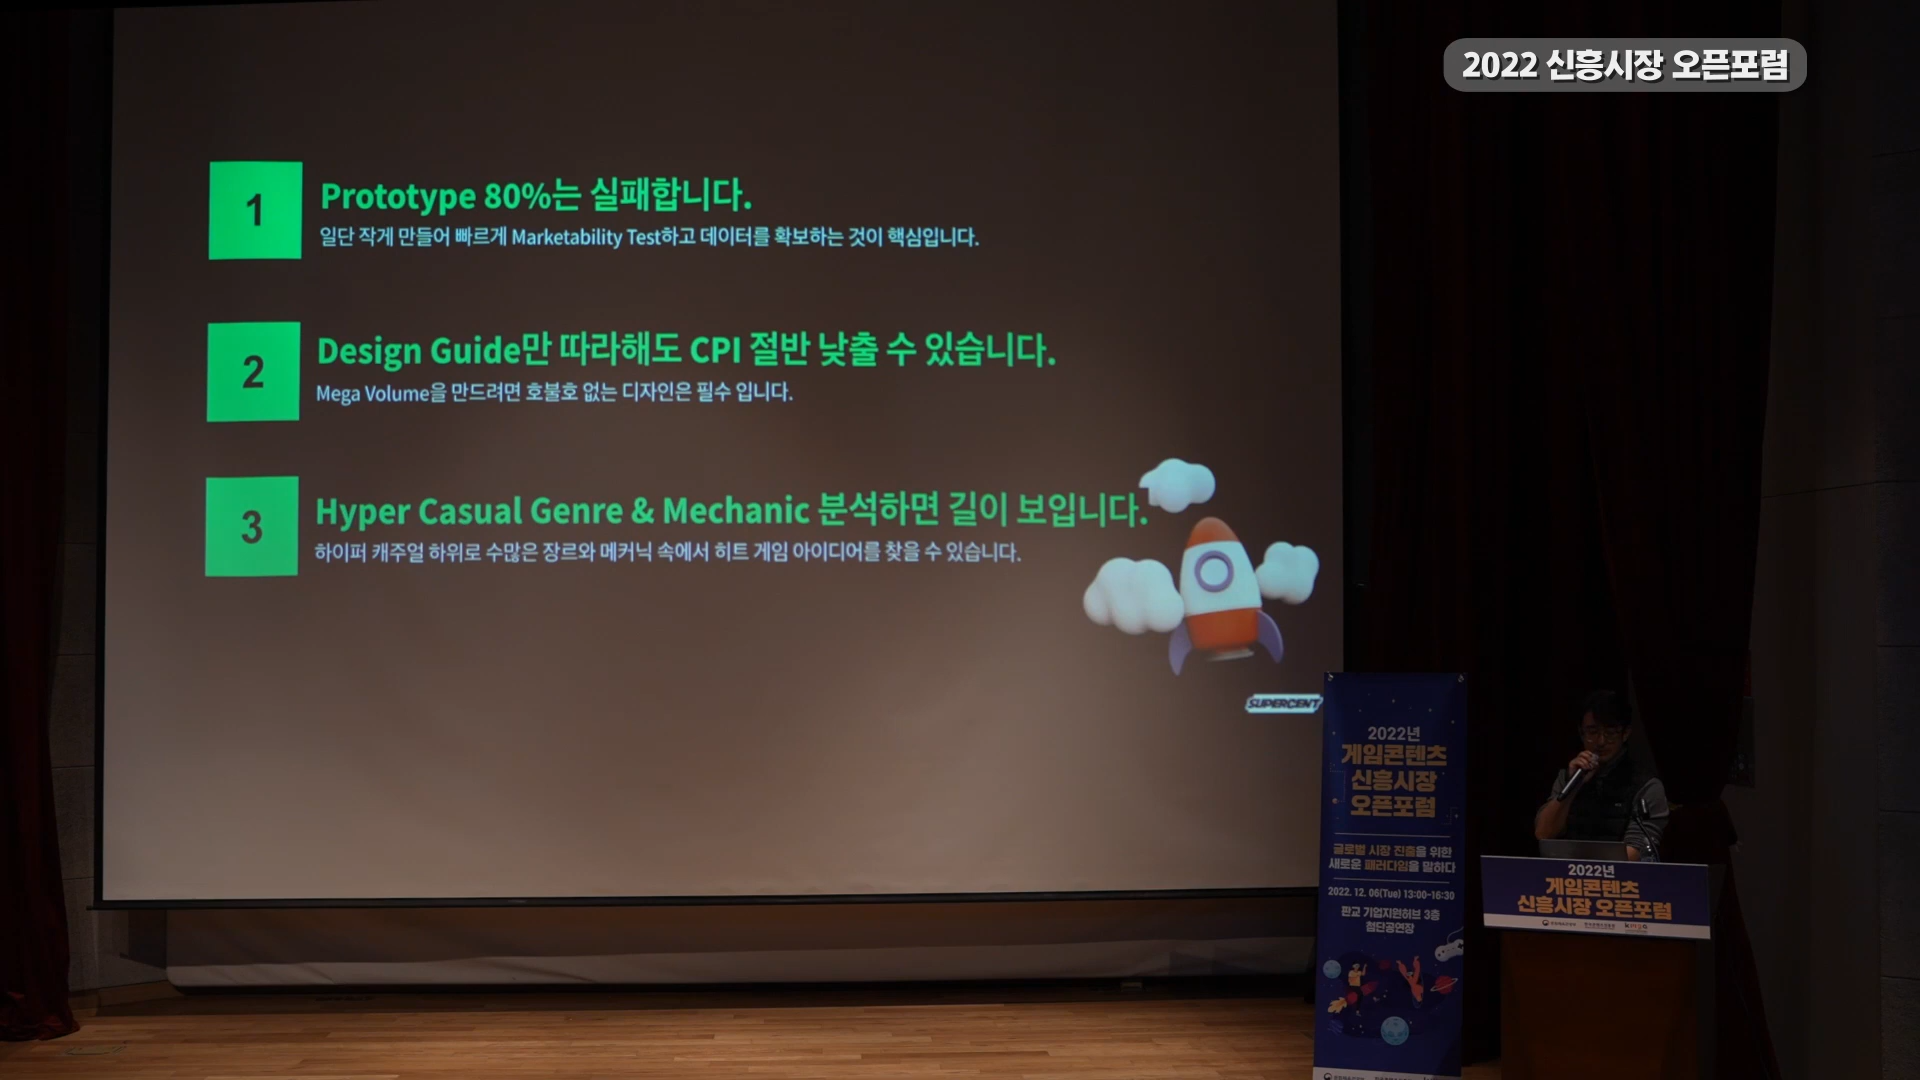 2022 신흥시장 오픈포럼
1
Prototype 80%는 실패합니다.
일단 작게 만들어 빠르게 Marketability Test하고 데이터를 확보하는 것이 핵심입니다.
2
Design Guide만 따라해도 CPI 절반 낮출 수 있습니다.
Mega Volume을 만드려면 호불호 없는 디자인은 필수 입니다.
3
Hyper Casual Genre & Mechanic 분석하면 길이 보입니다.
하이퍼 캐주얼 하위로 수많은 장르와 메커닉 속에서 히트 게임 아이디어를 찾을 수 있습니다.
SUPERCENT
2022년
게임콘텐츠
신흥시장
오픈포럼
글로벌 시장 진출을 위한
새로운 패러다임을 말하다
2022. 12. 06(Tue) 13:00~16:30
판교 기업지원허브 3층
첨단공연장
2022년
게임콘텐츠
신흥시장 오픈포럼